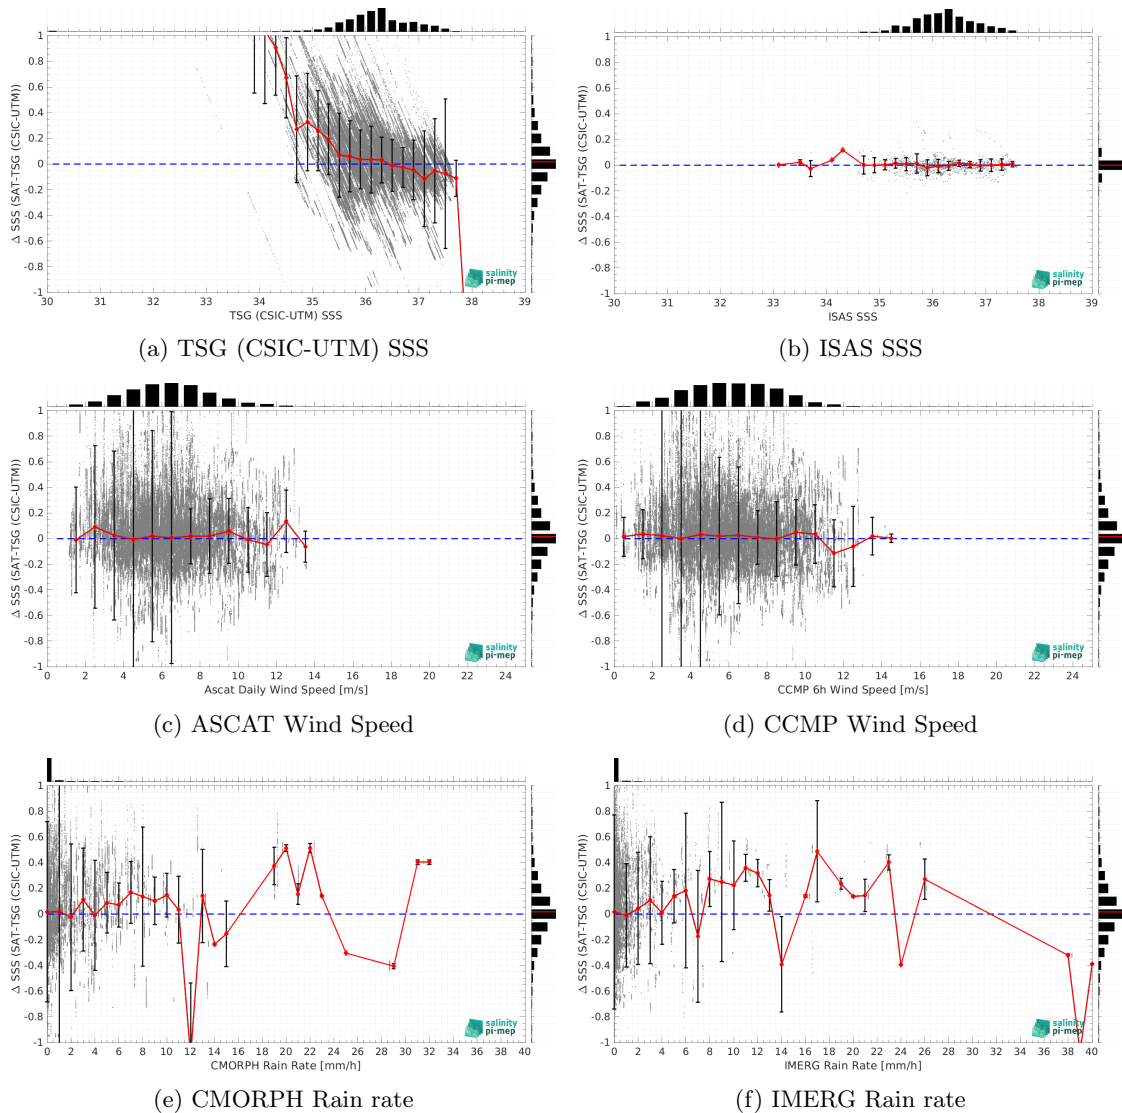 1
0.8
0.6
0.4
0.2
0
-0.2
-0.4
-0.6
-0.8
-1
Δ SSS (SAT-TSG (CSIC-UTM))
30 31 32 33 34 35 36 37 38 39
TSG (CSIC-UTM) SSS
salinity
pi-mep
(a) TSG (CSIC-UTM) SSS
1
0.8
0.6
0.4
0.2
0
-0.2
-0.4
-0.6
-0.8
-1
Δ SSS (SAT-TSG (CSIC-UTM))
30 31 32 33 34 35 36 37 38 39
ISAS SSS
salinity
pi-mep
(b) ISAS SSS
1
0.8
0.6
0.4
0.2
0
-0.2
-0.4
-0.6
-0.8
-1
Δ SSS (SAT-TSG (CSIC-UTM))
0 2 4 6 8 10 12 14 16 18 20 22 24
Ascat Daily Wind Speed [m/s]
salinity
pi-mep
(c) ASCAT Wind Speed
1
0.8
0.6
0.4
0.2
0
-0.2
-0.4
-0.6
-0.8
-1
Δ SSS (SAT-TSG (CSIC-UTM))
0 2 4 6 8 10 12 14 16 18 20 22 24
CCMP 6h Wind Speed [m/s]
salinity
pi-mep
(d) CCMP Wind Speed
1
0.8
0.6
0.4
0.2
0
-0.2
-0.4
-0.6
-0.8
-1
Δ SSS (SAT-TSG (CSIC-UTM))
0 2 4 6 8 10 12 14 16 18 20 22 24 26 28 30 32 34 36 38 40
CMORPH Rain Rate [mm/h]
salinity
pi-mep
(e) CMORPH Rain rate
1
0.8
0.6
0.4
0.2
0
-0.2
-0.4
-0.6
-0.8
-1
Δ SSS (SAT-TSG (CSIC-UTM))
0 2 4 6 8 10 12 14 16 18 20 22 24 26 28 30 32 34 36 38 40
IMERG Rain Rate [mm/h]
salinity
pi-mep
(f) IMERG Rain rate